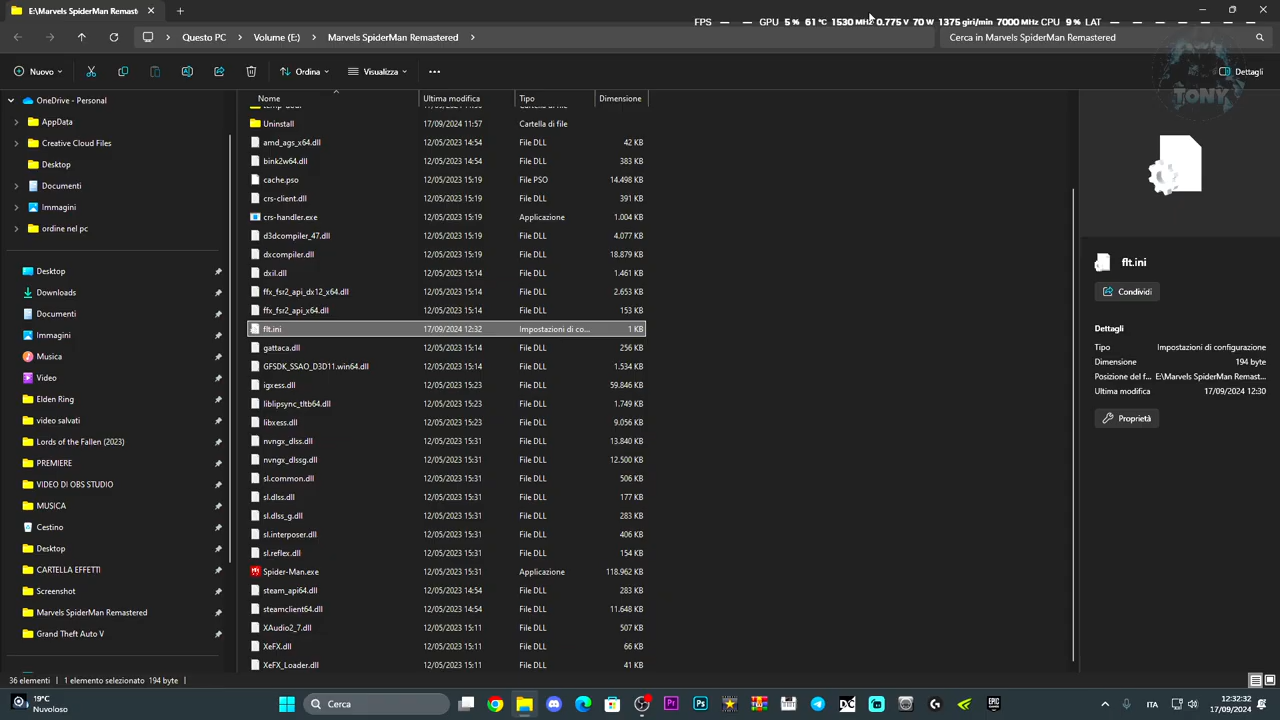 E:\Marvels SpiderMan Remastere
FPS GPU 5 % 61 °C 1530 MHz 0.775 V 70 W 1375 giri/min 7000 MHz CPU 9 % LAT
Questo PC > Volume (E:) > Marvels SpiderMan Remastered >
Cerca in Marvels SpiderMan Remastered
Nuovo Ordina Visualizza ... Dettagli
TONY
Nome Ultima modifica Tipo Dimensione
OneDrive - Personal
AppData
Creative Cloud Files
Desktop
Documenti
Immagini
ordine nel pc
Desktop
Downloads
Documenti
Immagini
Musica
Video
Elden Ring
video salvati
Lords of the Fallen (2023)
PREMIERE
VIDEO DI OBS STUDIO
MUSICA
Cestino
Desktop
CARTELLA EFFETTI
Screenshot
Marvels SpiderMan Remastered
Grand Theft Auto V
Uninstall 17/09/2024 11:57 Cartella di file
amd_ags_x64.dll 12/05/2023 14:54 File DLL 42 KB
bink2w64.dll 12/05/2023 14:54 File DLL 383 KB
cache.pso 12/05/2023 15:19 File PSO 14.498 KB
crs-client.dll 12/05/2023 15:19 File DLL 391 KB
crs-handler.exe 12/05/2023 15:19 Applicazione 1.004 KB
d3dcompiler_47.dll 12/05/2023 15:19 File DLL 4.077 KB
dxcompiler.dll 12/05/2023 15:19 File DLL 18.879 KB
dxil.dll 12/05/2023 15:14 File DLL 1.461 KB
ffx_fsr2_api_dx12_x64.dll 12/05/2023 15:14 File DLL 2.653 KB
ffx_fsr2_api_x64.dll 12/05/2023 15:14 File DLL 153 KB
flt.ini 17/09/2024 12:32 Impostazioni di co... 1 KB
gattaca.dll 12/05/2023 15:14 File DLL 256 KB
GFSDK_SSAO_D3D11.win64.dll 12/05/2023 15:14 File DLL 1.534 KB
igxess.dll 12/05/2023 15:23 File DLL 59.846 KB
liblipsync_tltb64.dll 12/05/2023 15:23 File DLL 1.749 KB
libxess.dll 12/05/2023 15:23 File DLL 9.056 KB
nvngx_dlss.dll 12/05/2023 15:31 File DLL 13.840 KB
nvngx_dlssg.dll 12/05/2023 15:31 File DLL 12.500 KB
sl.common.dll 12/05/2023 15:31 File DLL 506 KB
sl.dlss.dll 12/05/2023 15:31 File DLL 177 KB
sl.dlss_g.dll 12/05/2023 15:31 File DLL 283 KB
sl.interposer.dll 12/05/2023 15:31 File DLL 406 KB
sl.reflex.dll 12/05/2023 15:31 File DLL 154 KB
Spider-Man.exe 12/05/2023 15:31 Applicazione 118.962 KB
steam_api64.dll 12/05/2023 14:54 File DLL 283 KB
steamclient64.dll 12/05/2023 14:54 File DLL 11.648 KB
XAudio2_7.dll 12/05/2023 15:11 File DLL 507 KB
XeFX.dll 12/05/2023 15:11 File DLL 66 KB
XeFX_Loader.dll 12/05/2023 15:11 File DLL 41 KB
flt.ini
Condividi
Dettagli
Tipo Impostazioni di configurazione
Dimensione 194 byte
Posizione del f... E:\Marvels SpiderMan Remast...
Ultima modifica 17/09/2024 12:30
Proprietà
36 elementi 1 elemento selezionato 194 byte
19°C
Nuvoloso
Cerca
ITA
12:32:32
17/09/2024